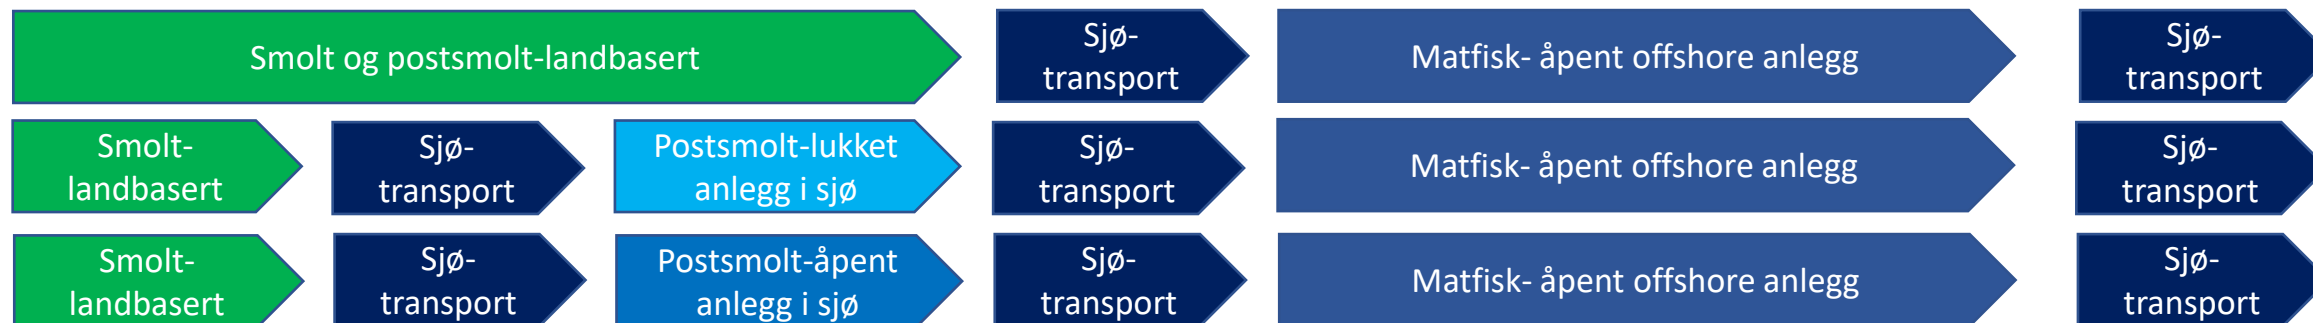 Smolt og postsmolt-landbasert
Sjø-
transport
Matfisk- åpent offshore anlegg
Sjø-
transport
Smolt-
landbasert
Sjø-
transport
Postsmolt-lukket
anlegg i sjø
Sjø-
transport
Matfisk- åpent offshore anlegg
Sjø-
transport
Smolt-
landbasert
Sjø-
transport
Postsmolt-åpent
anlegg i sjø
Sjø-
transport
Matfisk- åpent offshore anlegg
Sjø-
transport